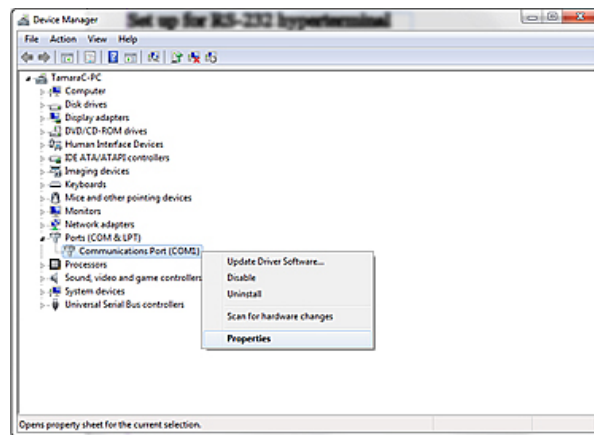 Device Manager
Set up for RS-232 hyperterminal
File Action View Help
TamaraC-PC
Computer
Disk drives
Display adapters
DVD/CD-ROM drives
Human Interface Devices
IDE ATA/ATAPI controllers
Imaging devices
Keyboards
Mice and other pointing devices
Monitors
Network adapters
Ports (COM & LPT)
Communications Port (COM1)
Processors
Sound, video and game controllers
System devices
Universal Serial Bus controllers
Update Driver Software...
Disable
Uninstall
Scan for hardware changes
Properties
Opens property sheet for the current selection.